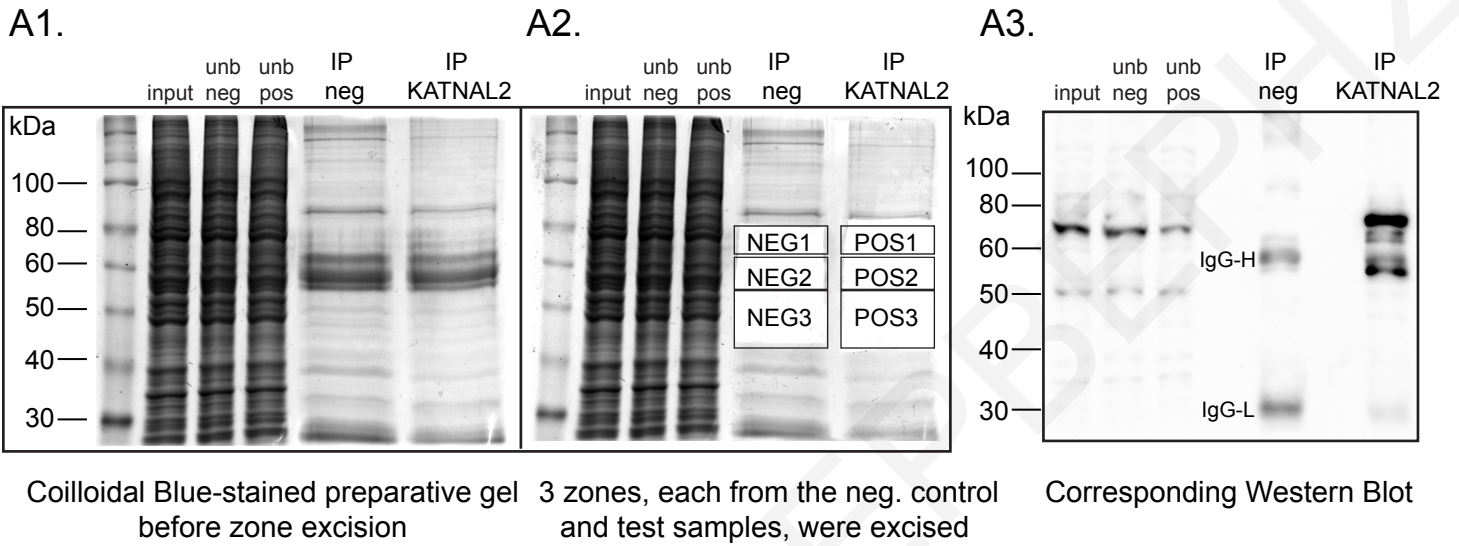 A1.
A2.
A3.
input
unb neg
unb pos
IP neg
IP KATNAL2
input
unb neg
unb pos
IP neg
IP KATNAL2
input
unb neg
unb pos
IP neg
IP KATNAL2
kDa
100
80
60
50
40
30
NEG1
POS1
NEG2
POS2
NEG3
POS3
kDa
100
80
60
50
40
30
IgG-H
IgG-L
Coilloidal Blue-stained preparative gel
before zone excision
3 zones, each from the neg. control
and test samples, were excised
Corresponding Western Blot